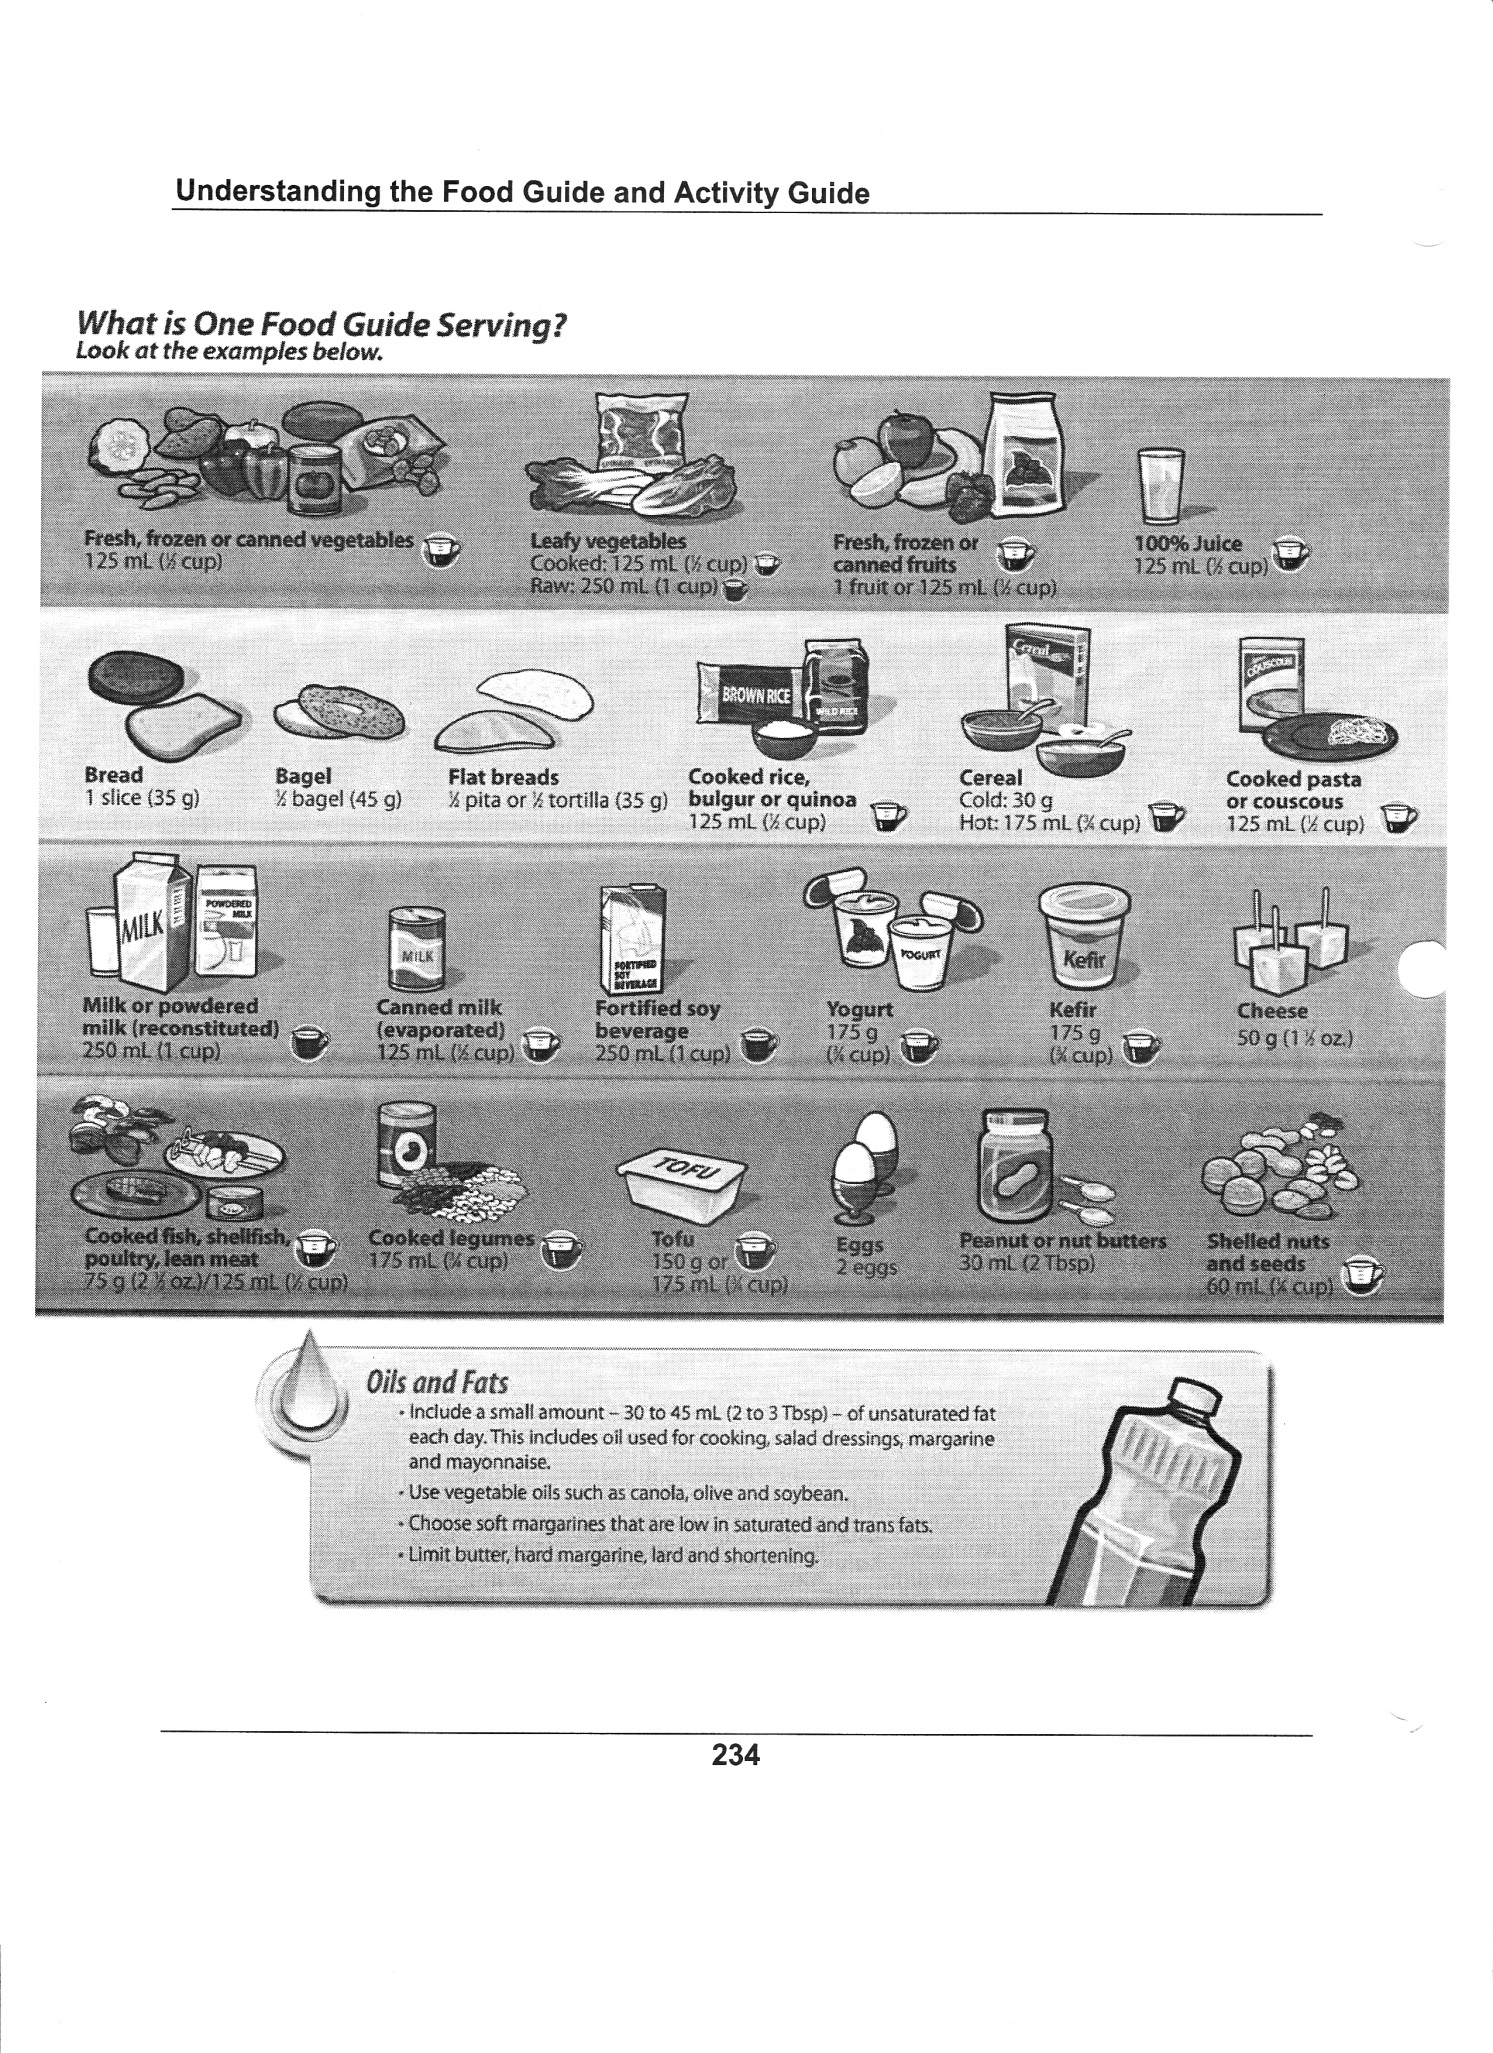 Understanding the Food Guide and Activity Guide
What is One Food Guide Serving?
Look at the examples below.
SPINACH
Fresh, frozen or canned vegetables
125 mL (½ cup)
Leafy vegetables
Cooked: 125 mL (½ cup)
Raw: 250 mL (1 cup)
Fresh, frozen or
canned fruits
1 fruit or 125 mL (½ cup)
100% Juice
125 mL (½ cup)
BROWN RICE
WILD RICE
Cereal
COUSCOUS
Bread
1 slice (35 g)
Bagel
½ bagel (45 g)
Flat breads
½ pita or ½ tortilla (35 g)
Cooked rice,
bulgur or quinoa
125 mL (½ cup)
Cereal
Cold: 30 g
Hot: 175 mL (¾ cup)
Cooked pasta
or couscous
125 mL (½ cup)
MILK
POWDERED
MILK
MILK
FORTIFIED
SOY
BEVERAGE
YOGURT
Kefir
Milk or powdered
milk (reconstituted)
250 mL (1 cup)
Canned milk
(evaporated)
125 mL (½ cup)
Fortified soy
beverage
250 mL (1 cup)
Yogurt
175 g
(¾ cup)
Kefir
175 g
(¾ cup)
Cheese
50 g (1 ½ oz.)
TOFU
Cooked fish, shellfish,
poultry, lean meat
75 g (2 ½ oz.)/125 mL (½ cup)
Cooked legumes
175 mL (¾ cup)
Tofu
150 g or
175 mL (¾ cup)
Eggs
2 eggs
Peanut or nut butters
30 mL (2 Tbsp)
Shelled nuts
and seeds
60 mL (¼ cup)
Oils and Fats
• Include a small amount – 30 to 45 mL (2 to 3 Tbsp) – of unsaturated fat
each day. This includes oil used for cooking, salad dressings, margarine
and mayonnaise.
• Use vegetable oils such as canola, olive and soybean.
• Choose soft margarines that are low in saturated and trans fats.
• Limit butter, hard margarine, lard and shortening.
234